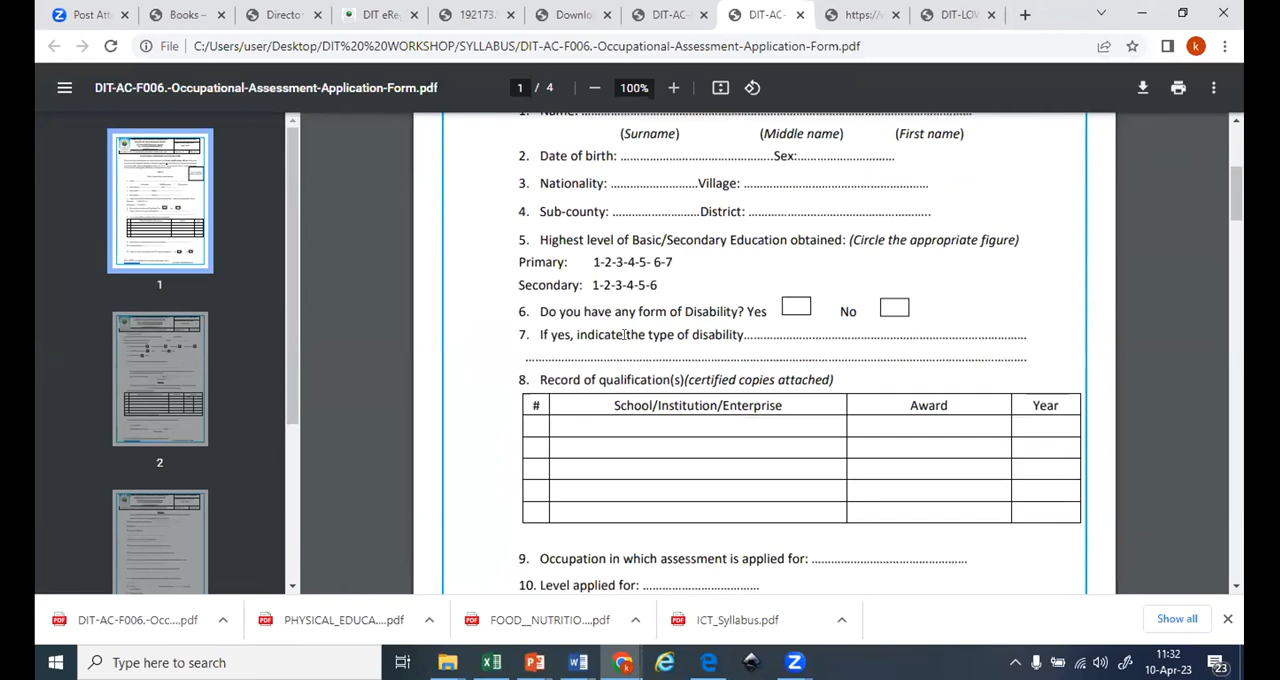 Post Att
Books –
Director
DIT eRe
192173.
Downlo
DIT-AC-
DIT-AC-
https://
DIT-LO
File C:/Users/user/Desktop/DIT%20%20WORKSHOP/SYLLABUS/DIT-AC-F006.-Occupational-Assessment-Application-Form.pdf
k
DIT-AC-F006.-Occupational-Assessment-Application-Form.pdf
1 / 4
100%
1
2
1. Name:
(Surname) (Middle name) (First name)
2. Date of birth: ................................................Sex:..............................
3. Nationality: ..........................Village: .......................................................
4. Sub-county: ..........................District: .......................................................
5. Highest level of Basic/Secondary Education obtained: (Circle the appropriate figure)
Primary: 1-2-3-4-5- 6-7
Secondary: 1-2-3-4-5-6
6. Do you have any form of Disability? Yes No
7. If yes, indicate the type of disability.....................................................................................
8. Record of qualification(s)(certified copies attached)
# School/Institution/Enterprise Award Year
9. Occupation in which assessment is applied for: ...............................................
10. Level applied for: ...................................
DIT-AC-F006.-Occ....pdf
PHYSICAL_EDUCA....pdf
FOOD__NUTRITIO....pdf
ICT_Syllabus.pdf
Show all
Type here to search
11:32
10-Apr-23
23